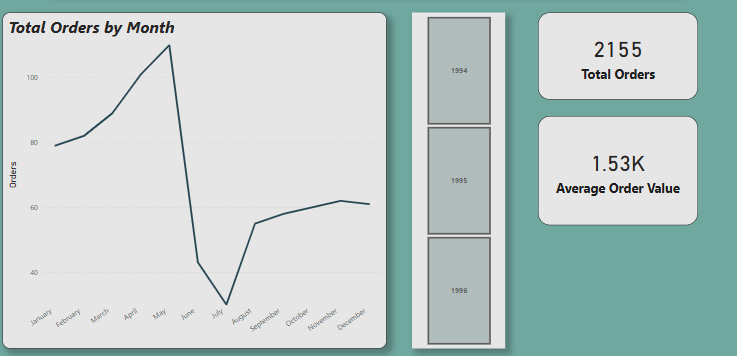 Total Orders by Month
Orders
100
80
60
40
January
February
March
April
May
June
July
August
September
October
November
December
1994
1995
1996
2155
Total Orders
1.53K
Average Order Value